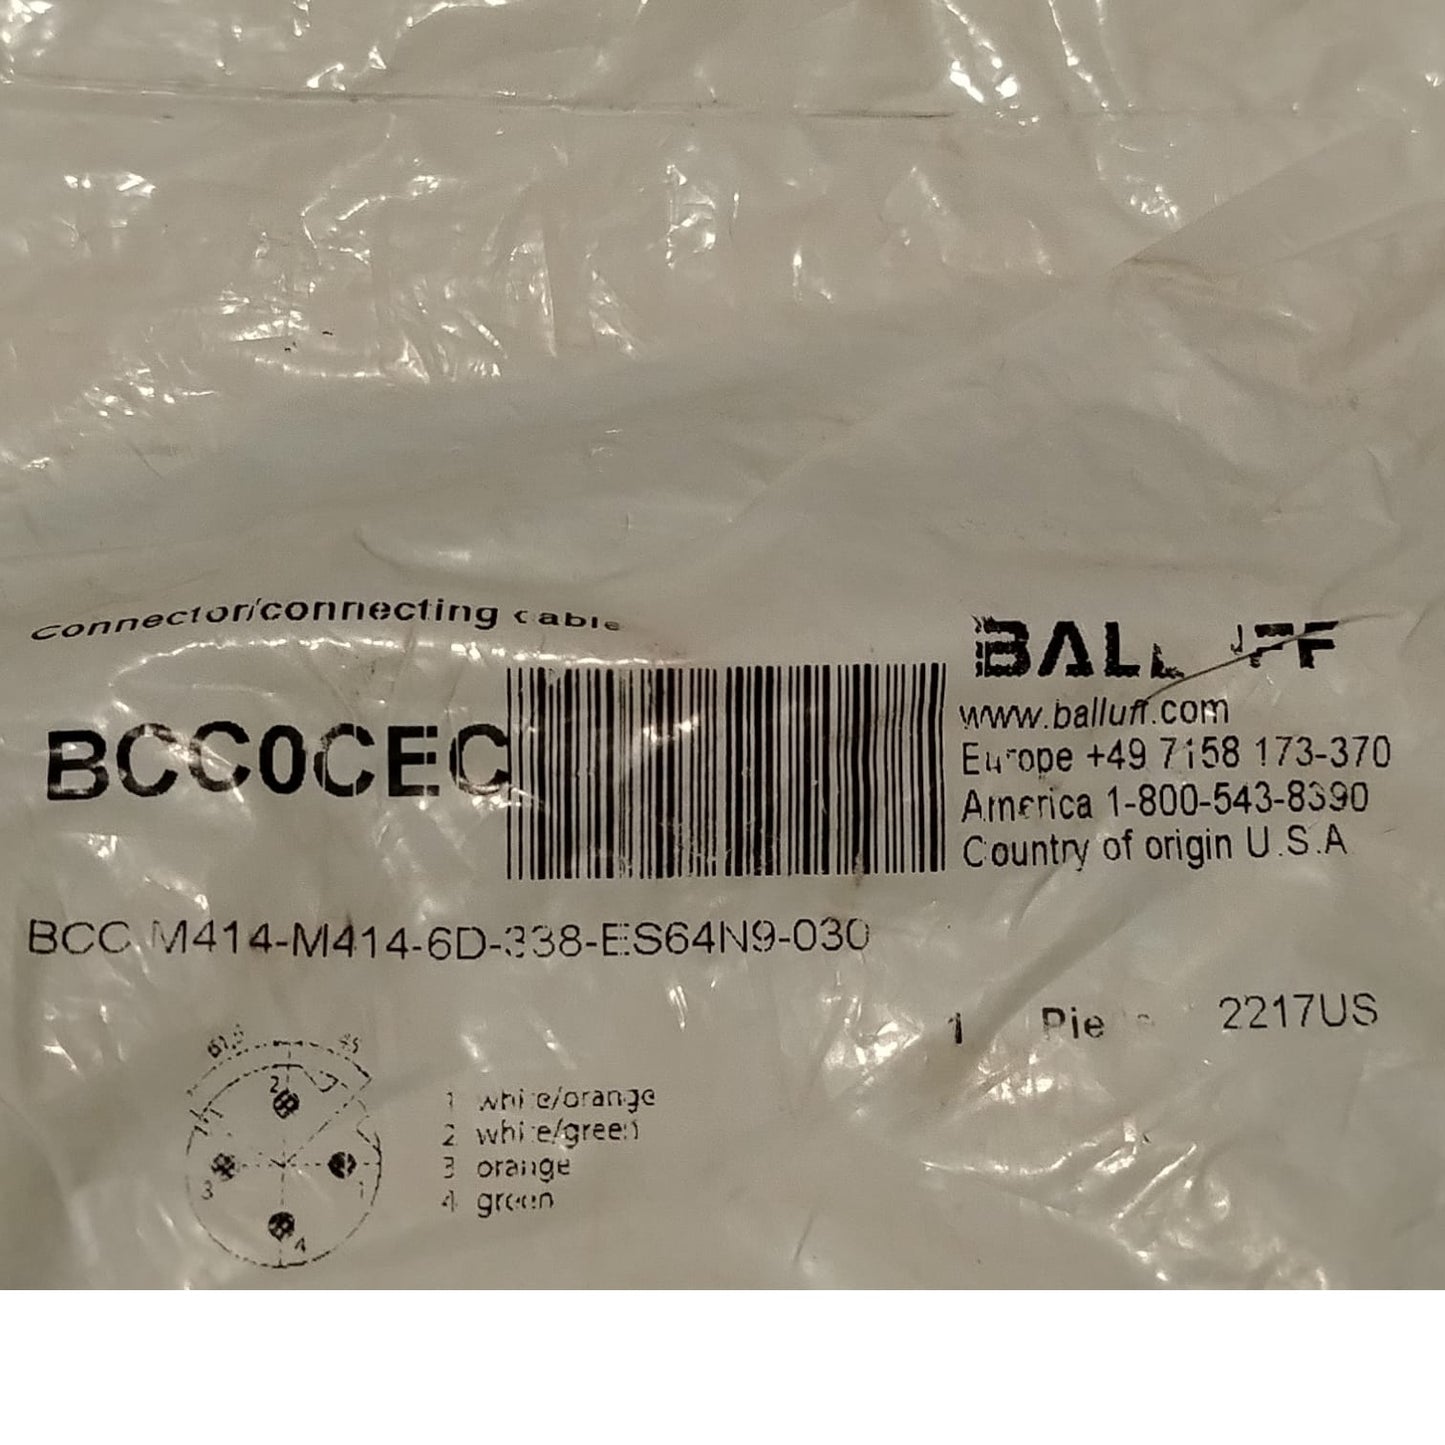 connector/connecting cable
BALLUFF
www.balluff.com
BCC0CEC
Europe +49 7158 173-370
America 1-800-543-8390
Country of origin U.S.A
BCC M414-M414-6D-338-ES64N9-030
1 2217US
2
3
1
4
1 white/orange
2 white/green
3 orange
4 green